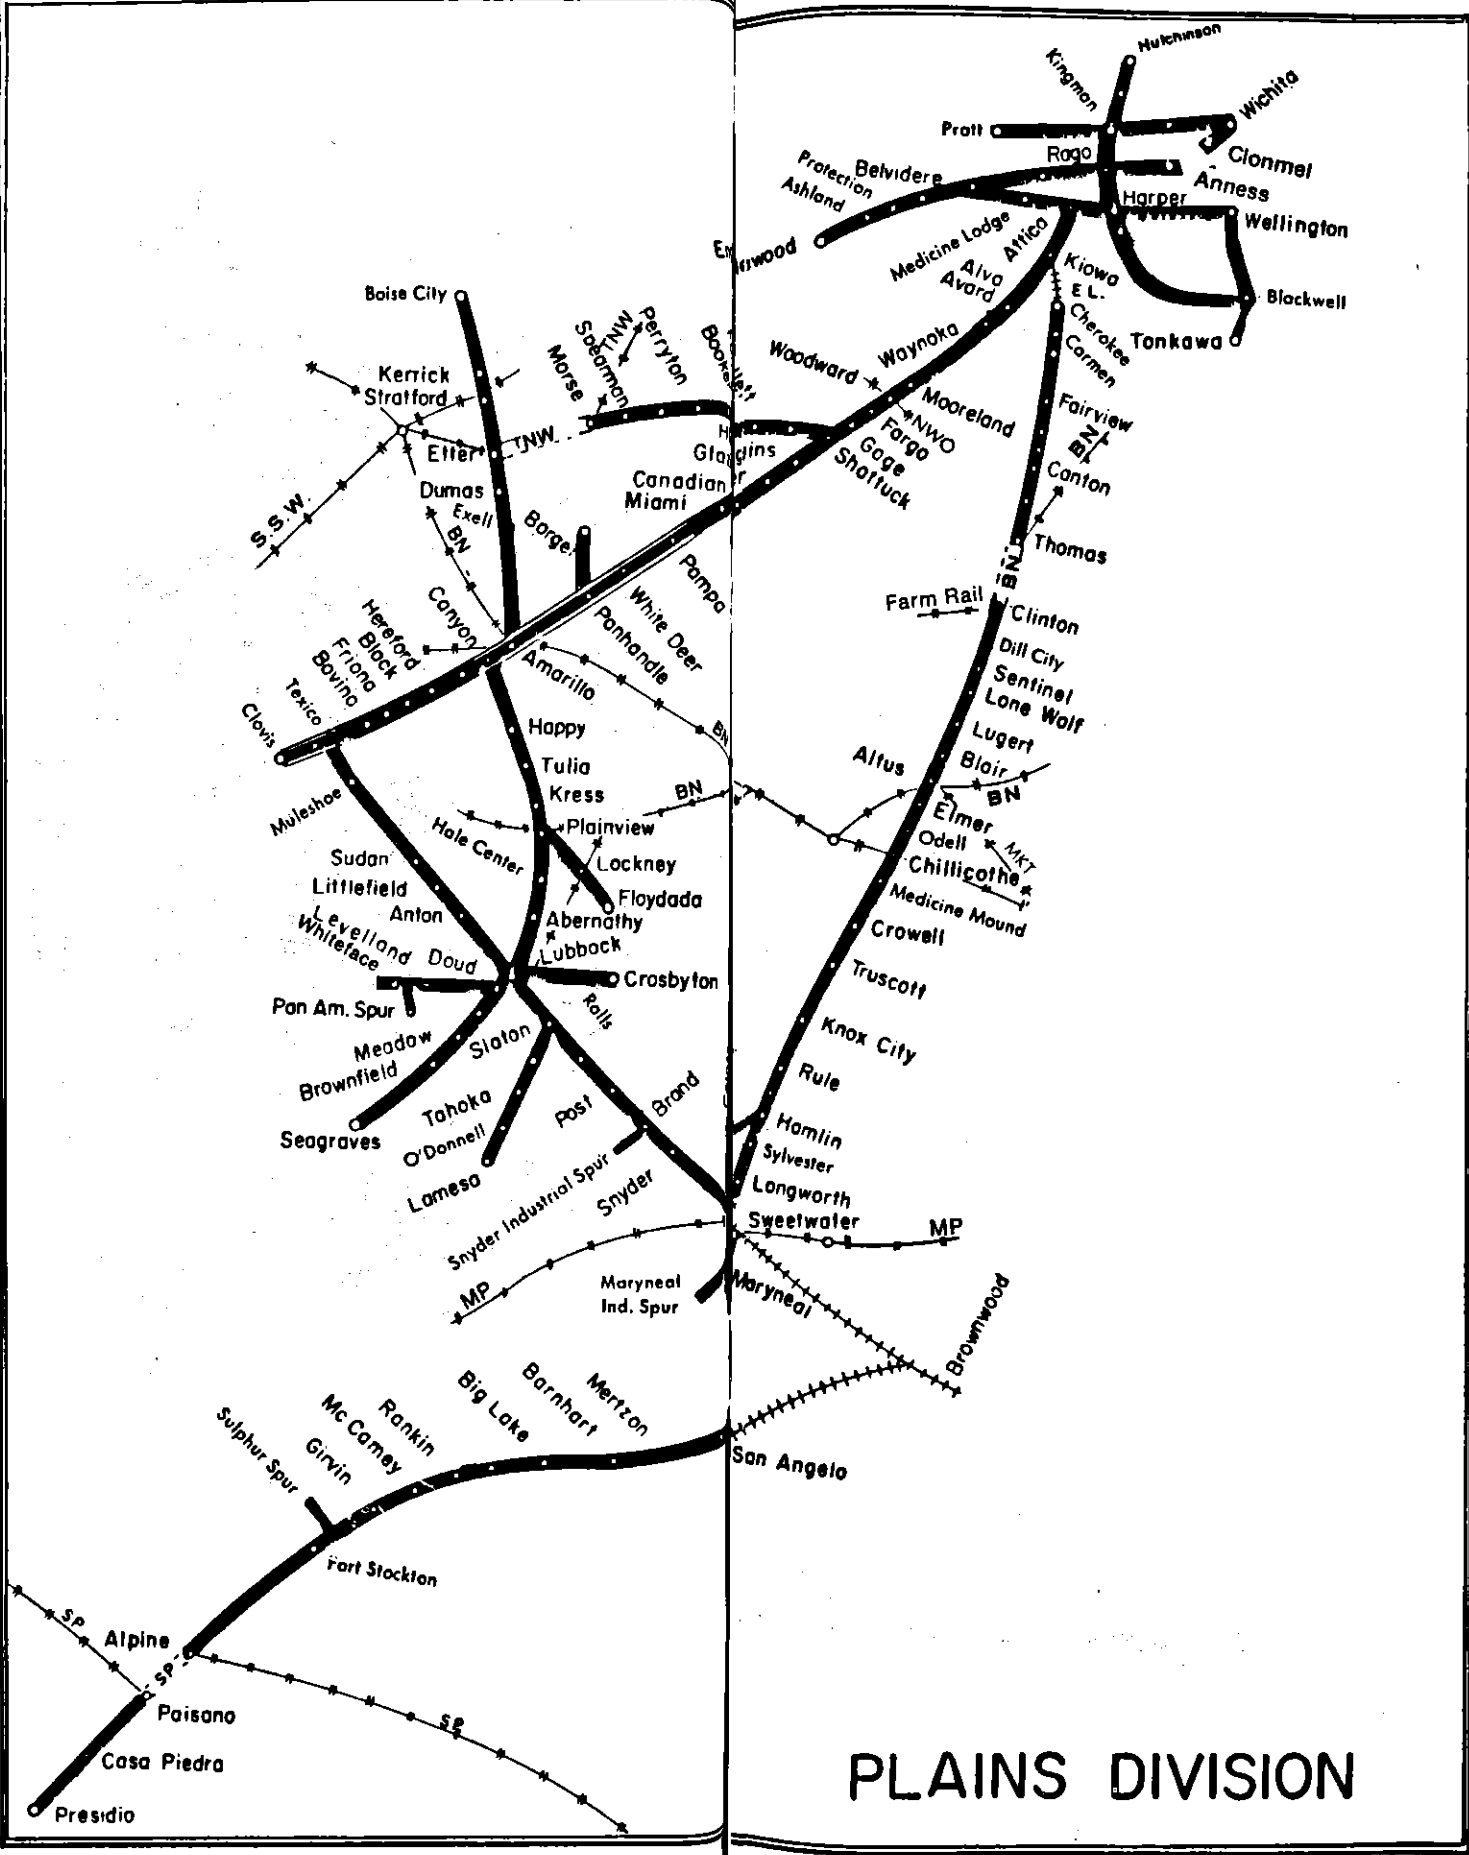 Hutchinson
Kingman
Wichita
Pratt
Clonmel
Rago
Anness
Belvidere
Protection
Ashland
Harper
Wellington
Medicine Lodge
Attica
Kiowa
Alva
Avard
E L.
Blackwell
Cherokee
Tonkawa
Carmen
Boise City
Waynoka
Woodward
Mooreland
Fairview
BN
NWO
Fargo
Gage
Shattuck
Canton
Thomas
BN
Farm Rail
Clinton
Dill City
Sentinel
Lone Wolf
Lugert
Altus
Blair
BN
Elmer
Odell
MKT
Chillicothe
Medicine Mound
Crowell
Truscott
Knox City
Rule
Hamlin
Sylvester
Longworth
Sweetwater
MP
Maryneal
Brownwood
San Angelo
Kerrick
Stratford
Etter
TNW
Morse
Spearman
TNW
Perryton
Canadian
Miami
Dumas
Exell
BN
S.S.W.
Pampa
White Deer
Panhandle
Canyon
Hereford
Black
Friona
Bovina
Texico
Clovis
Amarillo
BN
Happy
Tulia
Kress
BN
Plainview
Hale Center
Lockney
Floydada
Abernathy
Lubbock
Crosbyton
Ralls
Muleshoe
Sudan
Littlefield
Anton
Levelland
Whiteface
Doud
Pan Am. Spur
Meadow
Brownfield
Seagraves
Slaton
Tahoka
O'Donnell
Lamesa
Post
Brand
Snyder Industrial Spur
Snyder
MP
Maryneal
Ind. Spur
Mertzon
Barnhart
Big Lake
Rankin
Mc Camey
Girvin
Sulphur Spur
Fort Stockton
SP
Alpine
SP
Paisano
SP
Casa Piedra
Presidio
PLAINS DIVISION